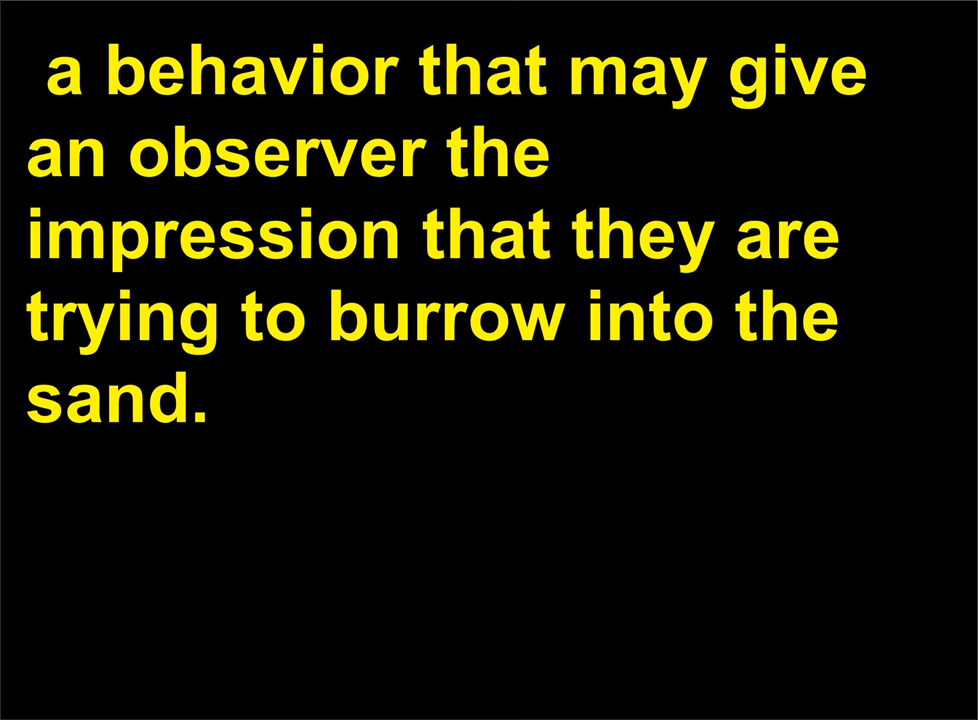 a behavior that may give
an observer the
impression that they are
trying to burrow into the
sand.